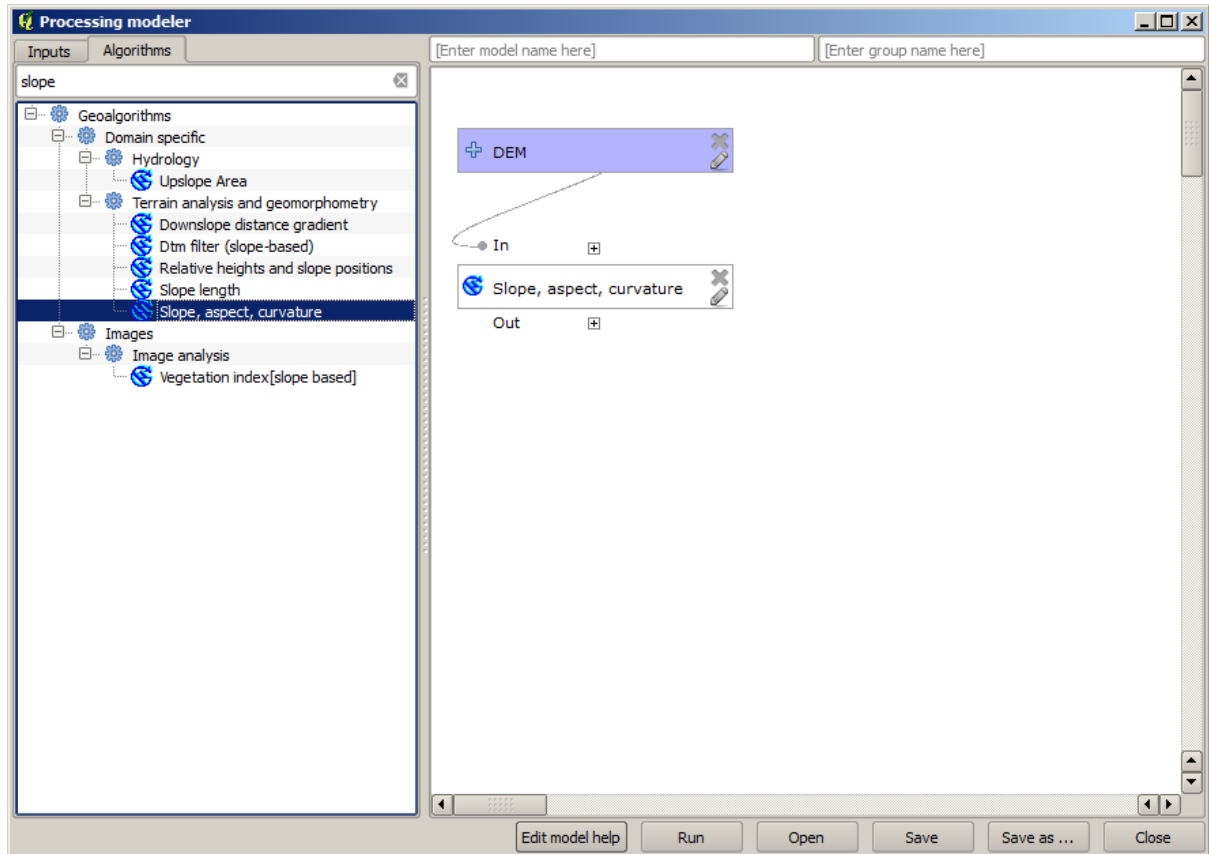 Processing modeler
Inputs
Algorithms
[Enter model name here]
[Enter group name here]
slope
Geoalgorithms
Domain specific
Hydrology
Upslope Area
Terrain analysis and geomorphometry
Downslope distance gradient
Dtm filter (slope-based)
Relative heights and slope positions
Slope length
Slope, aspect, curvature
Images
Image analysis
Vegetation index[slope based]
DEM
In
Slope, aspect, curvature
Out
Edit model help
Run
Open
Save
Save as ...
Close